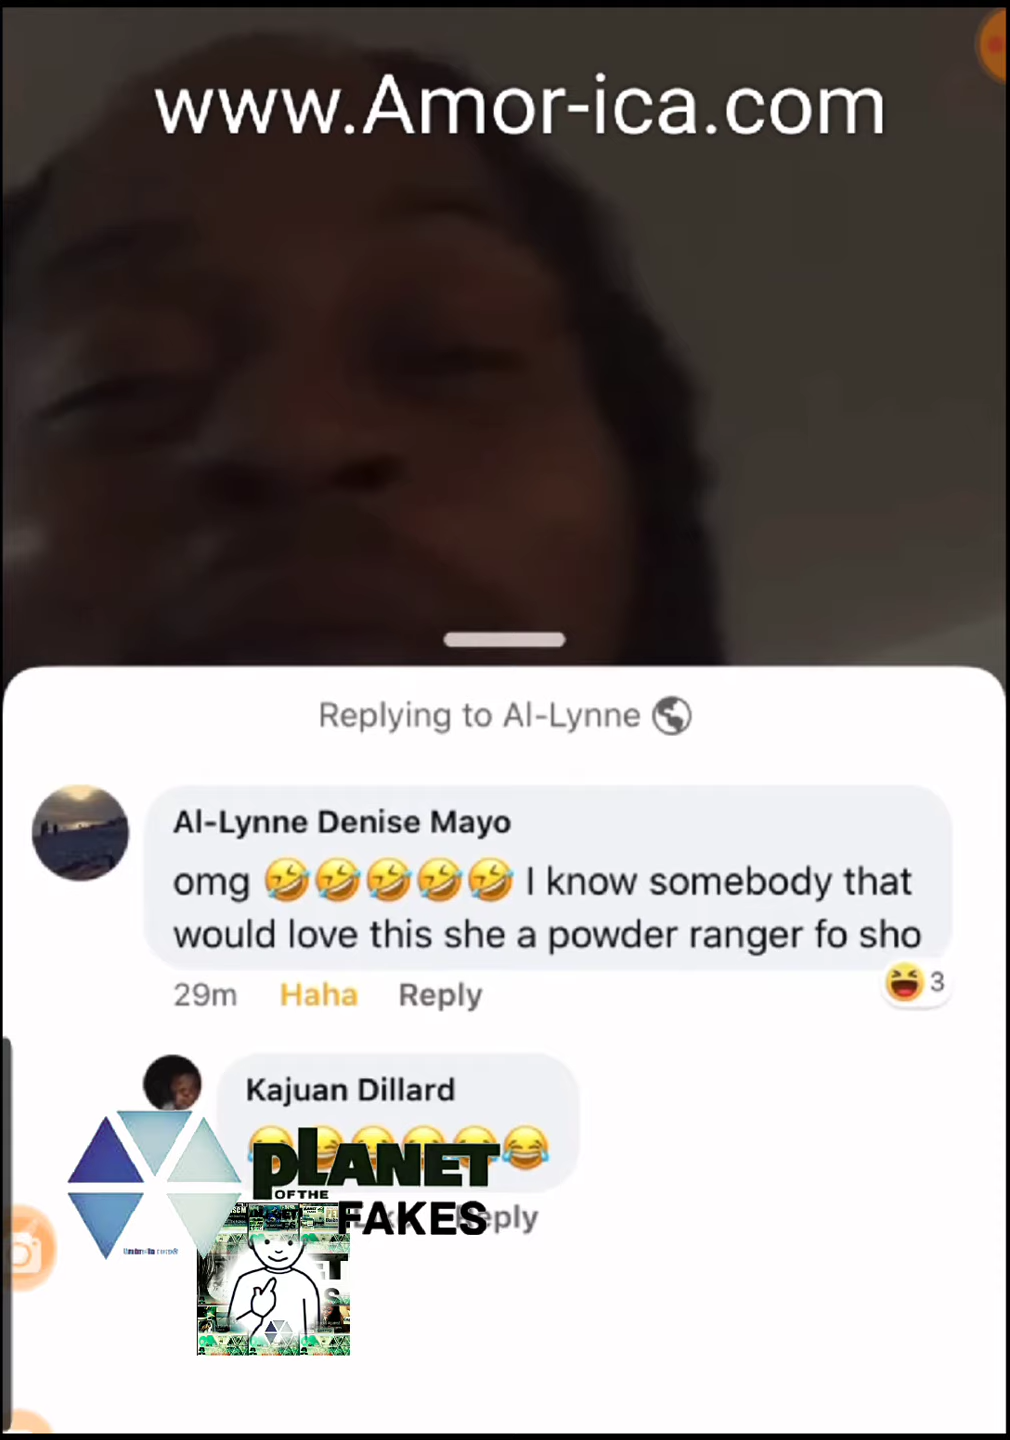 www.Amor-ica.com
Replying to Al-Lynne
Al-Lynne Denise Mayo
omg 🤣🤣🤣🤣🤣 I know somebody that
would love this she a powder ranger fo sho
😆 3
29m Haha Reply
Kajuan Dillard
😂😂😂😂😂😂
PLANET
OF THE
FAKES
Reply